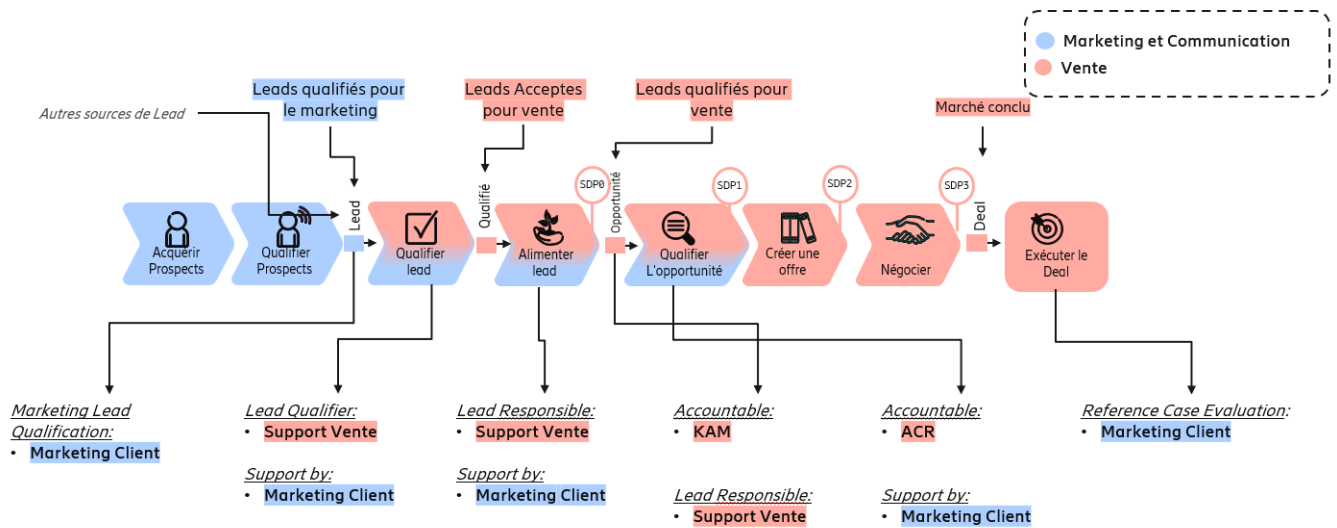 Marketing et Communication
Vente
Leads qualifiés pour
le marketing
Leads Acceptes
pour vente
Leads qualifiés pour
vente
Marché conclu
Autres sources de Lead
Lead
Qualifié
SDP0
Opportunité
SDP1
SDP2
SDP3
Deal
Acquérir
Prospects
Qualifier
Prospects
Qualifier
lead
Alimenter
lead
Qualifier
L'opportunité
Créer une
offre
Négocier
Exécuter le
Deal
Marketing Lead
Qualification:
• Marketing Client
Lead Qualifier:
• Support Vente
Support by:
• Marketing Client
Lead Responsible:
• Support Vente
Support by:
• Marketing Client
Accountable:
• KAM
Lead Responsible:
• Support Vente
Accountable:
• ACR
Support by:
• Marketing Client
Reference Case Evaluation:
• Marketing Client